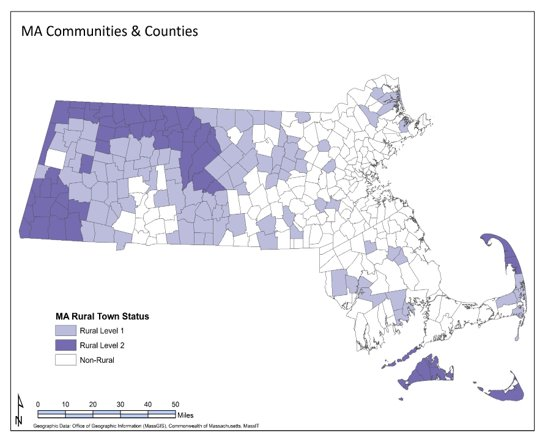 MA Communities & Counties
MA Rural Town Status
Rural Level 1
Rural Level 2
Non-Rural
0 10 20 30 40 50
Miles
N
Geographic Data: Office of Geographic Information (MassGIS), Commonwealth of Massachusetts, MassIT